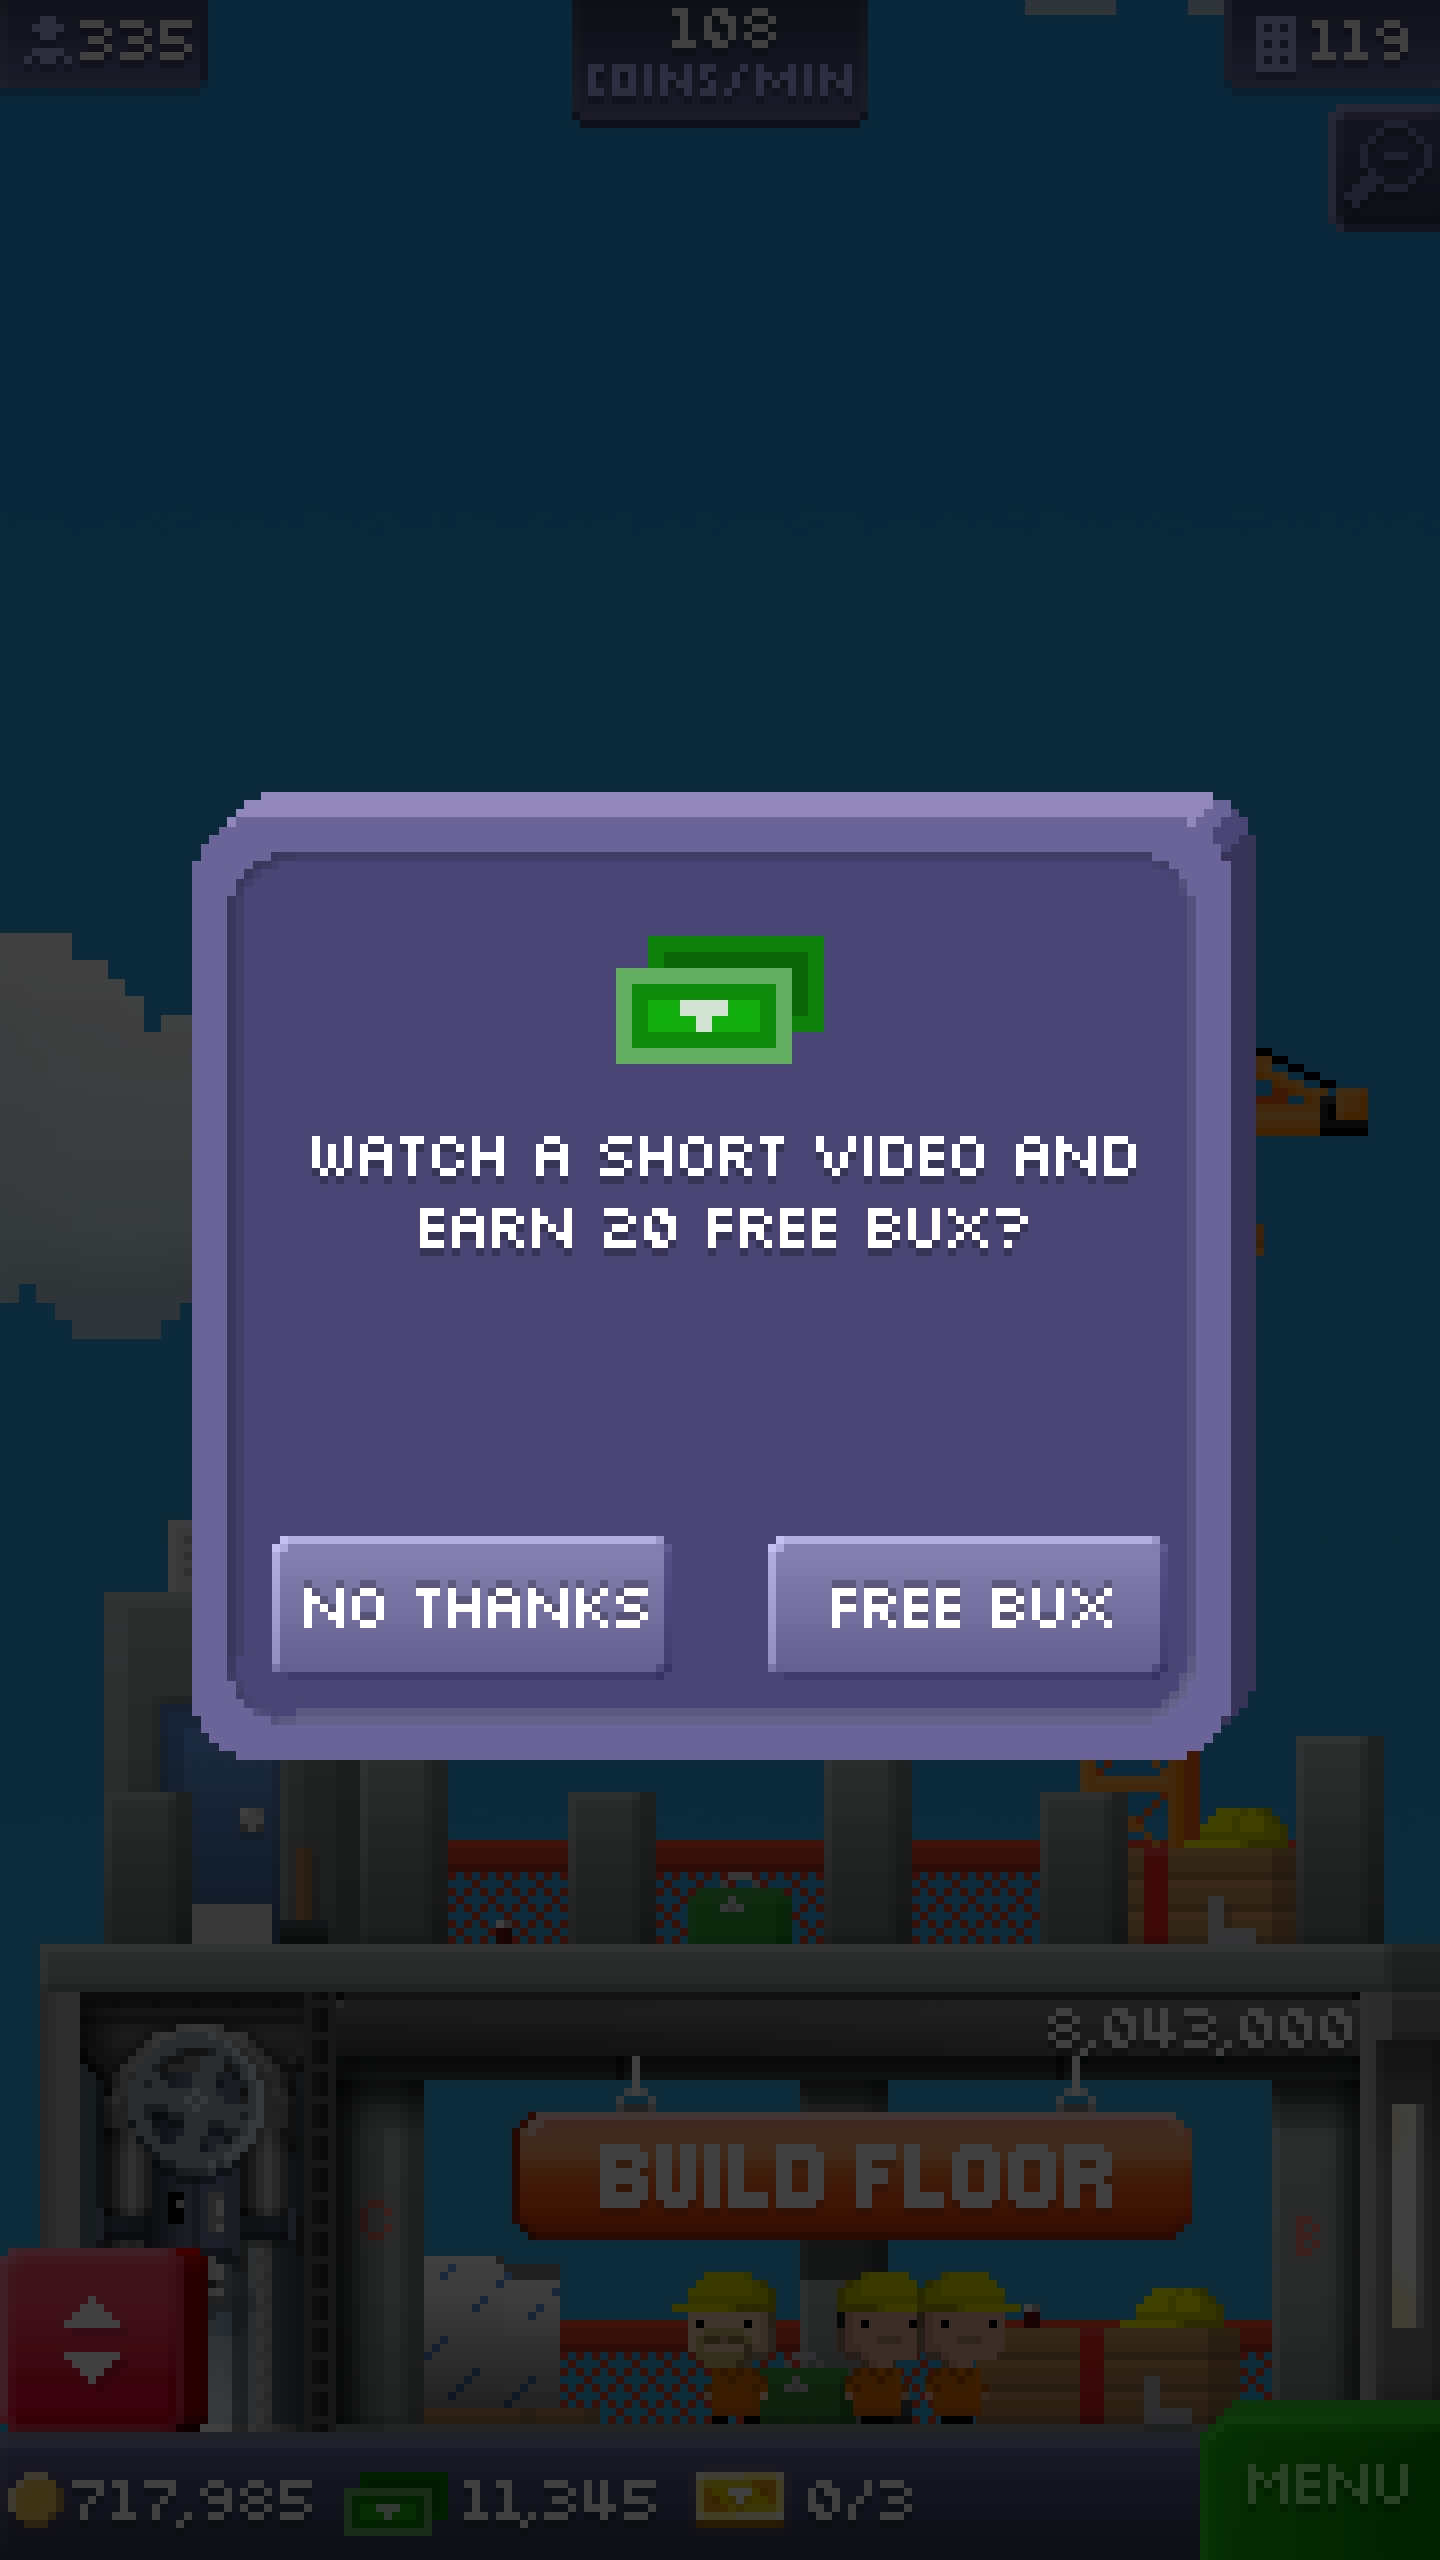 335
108
COINS/MIN
119
WATCH A SHORT VIDEO AND
EARN 20 FREE BUX?
NO THANKS
FREE BUX
8,043,000
BUILD FLOOR
C
B
L
L
717,985
11,345
0/3
MENU